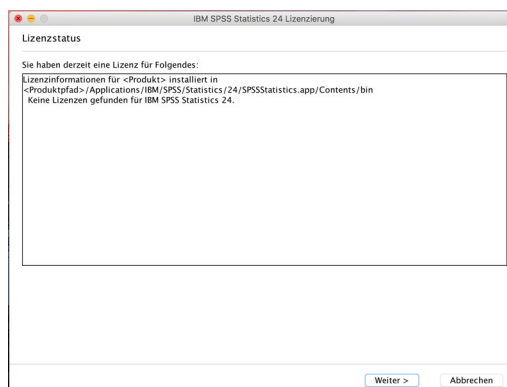 IBM SPSS Statistics 24 Lizenzierung
Lizenzstatus
Sie haben derzeit eine Lizenz für Folgendes:
Lizenzinformationen für <Produkt> installiert in
<Produktpfad>/Applications/IBM/SPSS/Statistics/24/SPSSStatistics.app/Contents/bin
Keine Lizenzen gefunden für IBM SPSS Statistics 24.
Weiter > Abbrechen